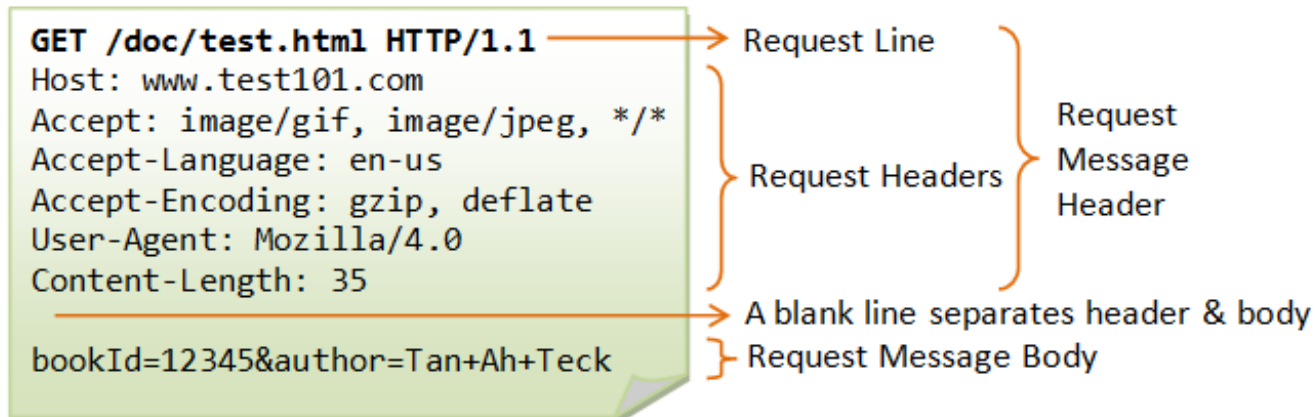 GET /doc/test.html HTTP/1.1
Host: www.test101.com
Accept: image/gif, image/jpeg, */*
Accept-Language: en-us
Accept-Encoding: gzip, deflate
User-Agent: Mozilla/4.0
Content-Length: 35
bookId=12345&author=Tan+Ah+Teck
Request Line
Request Headers
Request
Message
Header
A blank line separates header & body
Request Message Body